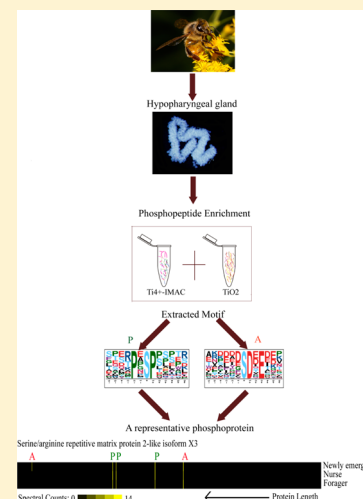 Hypopharyngeal gland
Phosphopeptide Enrichment
Ti4+-IMAC
TiO2
Extracted Motif
P
A
A representative phosphoprotein
Serine/arginine repetitive matrix protein 2-like isoform X3
A PP P A
Newly emerg
Nurse
Forager
Spectral Counts: 0 14
Protein Length